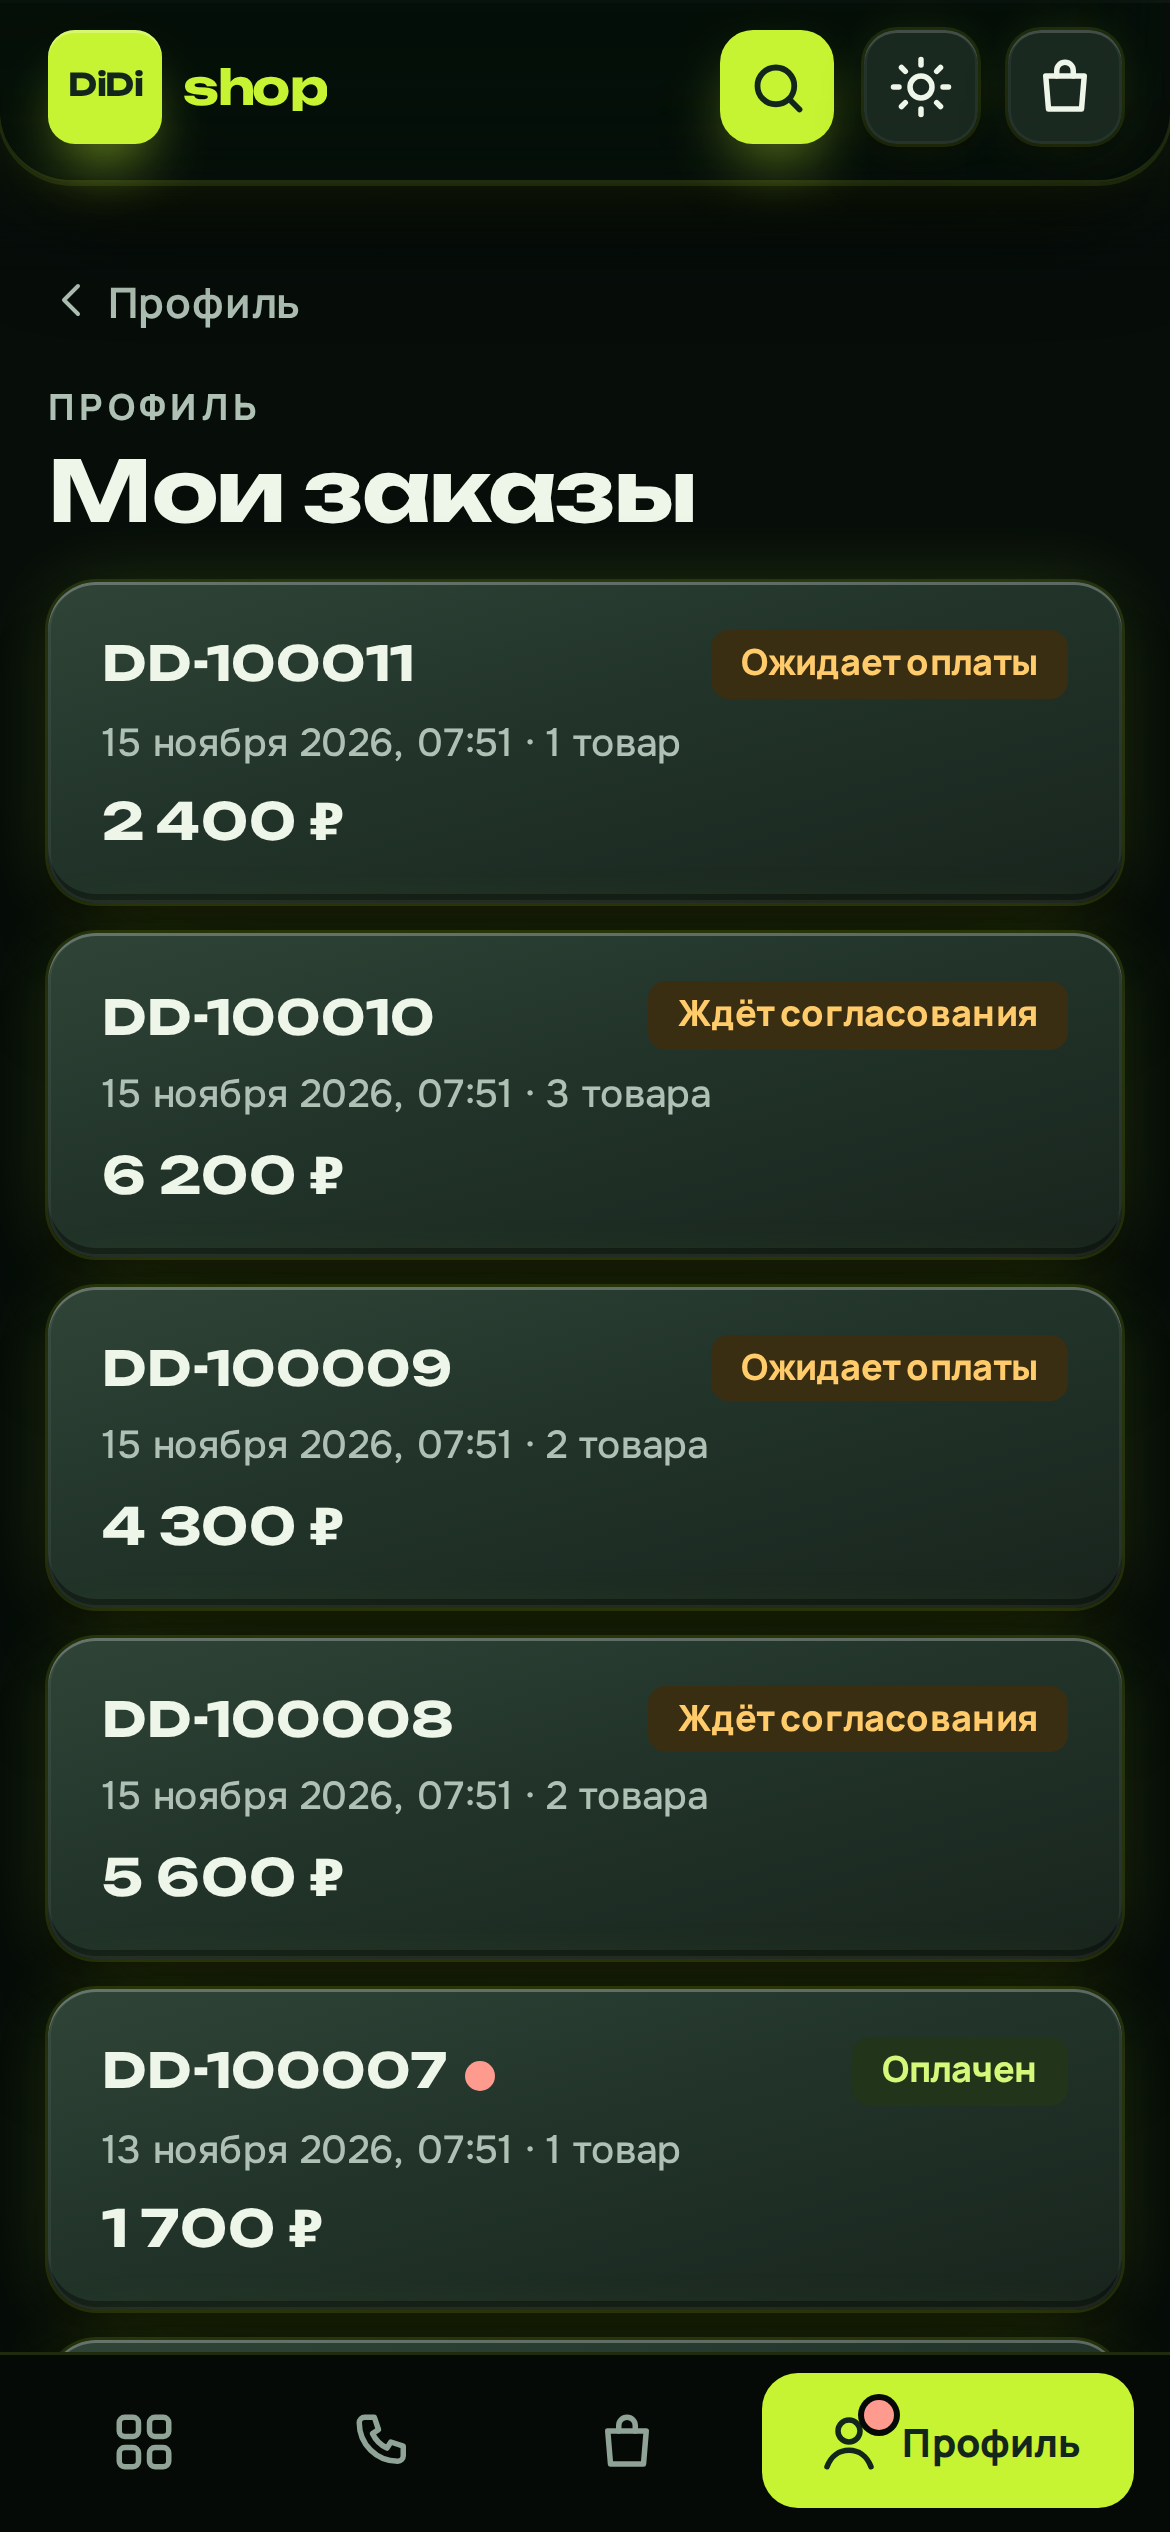 DiDi shop
Профиль
ПРОФИЛЬ
Мои заказы
DD-100011 Ожидает оплаты
15 ноября 2026, 07:51 · 1 товар
2 400 ₽
DD-100010 Ждёт согласования
15 ноября 2026, 07:51 · 3 товара
6 200 ₽
DD-100009 Ожидает оплаты
15 ноября 2026, 07:51 · 2 товара
4 300 ₽
DD-100008 Ждёт согласования
15 ноября 2026, 07:51 · 2 товара
5 600 ₽
DD-100007 Оплачен
13 ноября 2026, 07:51 · 1 товар
1 700 ₽
Профиль